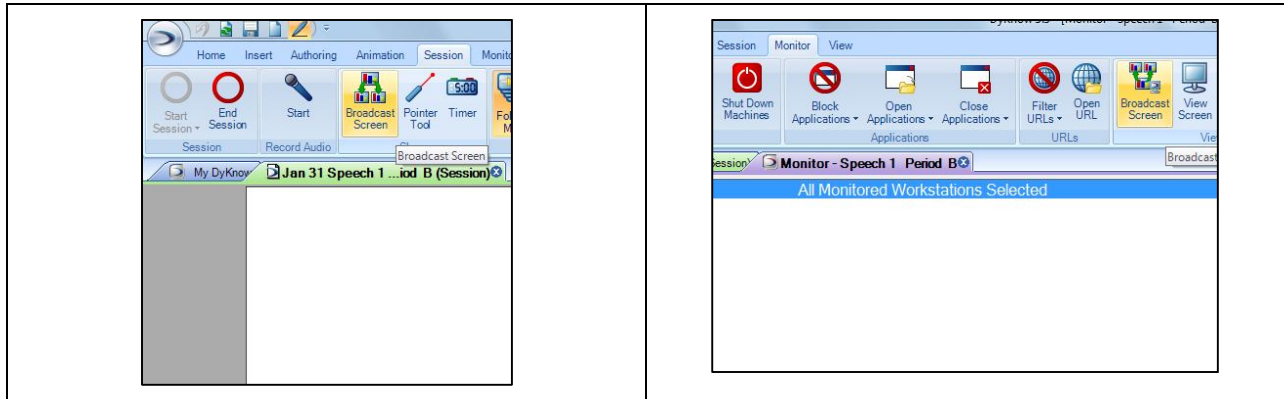 Home Insert Authoring Animation Session
Start Session End Session Start Broadcast Screen Pointer Tool Timer
5:00
Session Record Audio
Broadcast Screen
My DyKnow Jan 31 Speech 1 ...iod B (Session)
Session Monitor View
Shut Down Machines Block Applications Open Applications Close Applications Filter URLs Open URL Broadcast Screen View Screen
Applications URLs
Broadcast
Monitor - Speech 1 Period B
All Monitored Workstations Selected